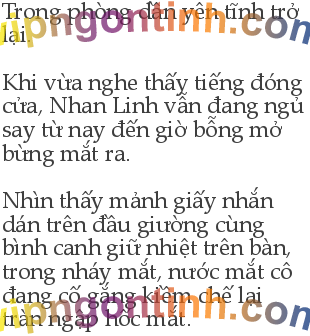 Trong phòng dần yên tĩnh trở
lại.
vipngontinh.com
Khi vừa nghe thấy tiếng đóng
cửa, Nhan Linh vẫn đang ngủ
say từ nay đến giờ bỗng mở
bừng mắt ra.
Nhìn thấy mảnh giấy nhắn
dán trên đầu giường cùng
bình canh giữ nhiệt trên bàn,
trong nháy mắt, nước mắt cô
đang cố gắng kiềm chế lại
tràn ngập hốc mắt.
vipngontinh.com